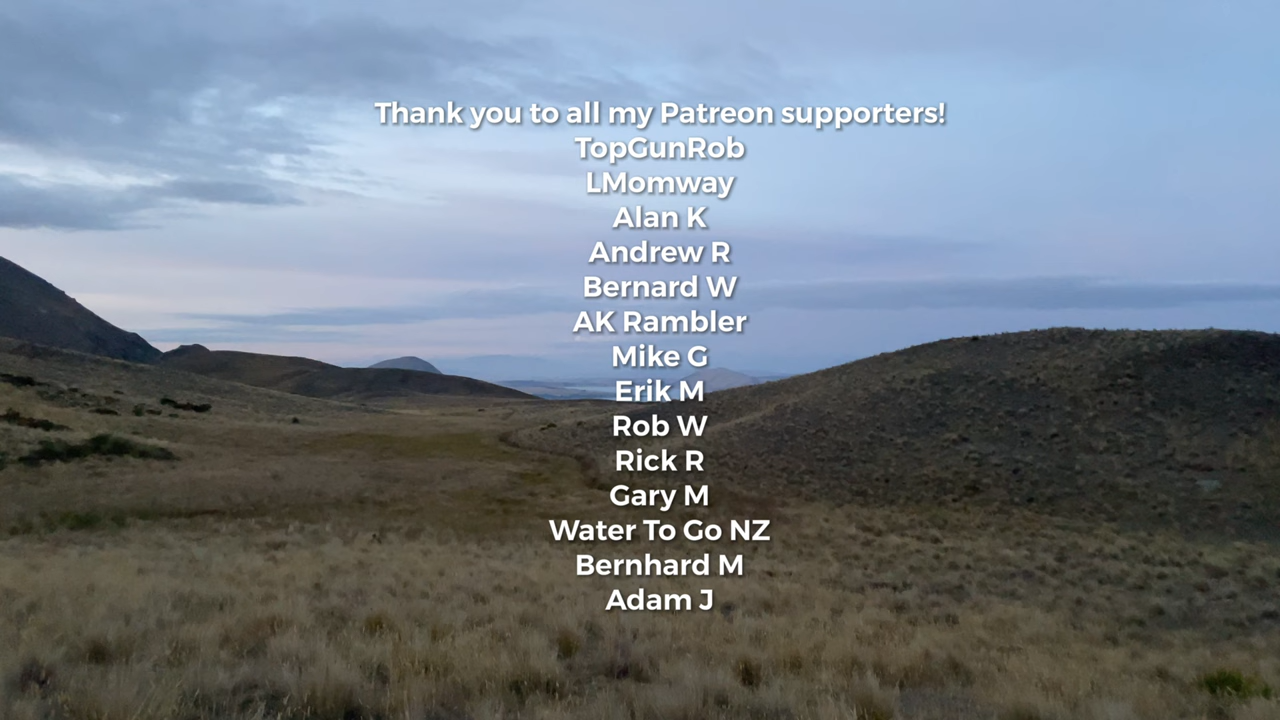 Thank you to all my Patreon supporters!
TopGunRob
LMomway
Alan K
Andrew R
Bernard W
AK Rambler
Mike G
Erik M
Rob W
Rick R
Gary M
Water To Go NZ
Bernhard M
Adam J